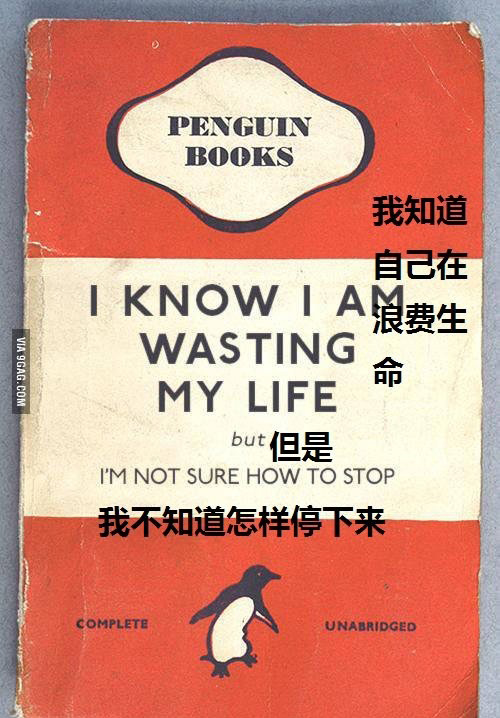 PENGUIN
BOOKS
我知道
自己在
浪费生
命
I KNOW I AM
WASTING
MY LIFE
but
但是
I'M NOT SURE HOW TO STOP
我不知道怎样停下来
COMPLETE
UNABRIDGED
VIA 9GAG.COM